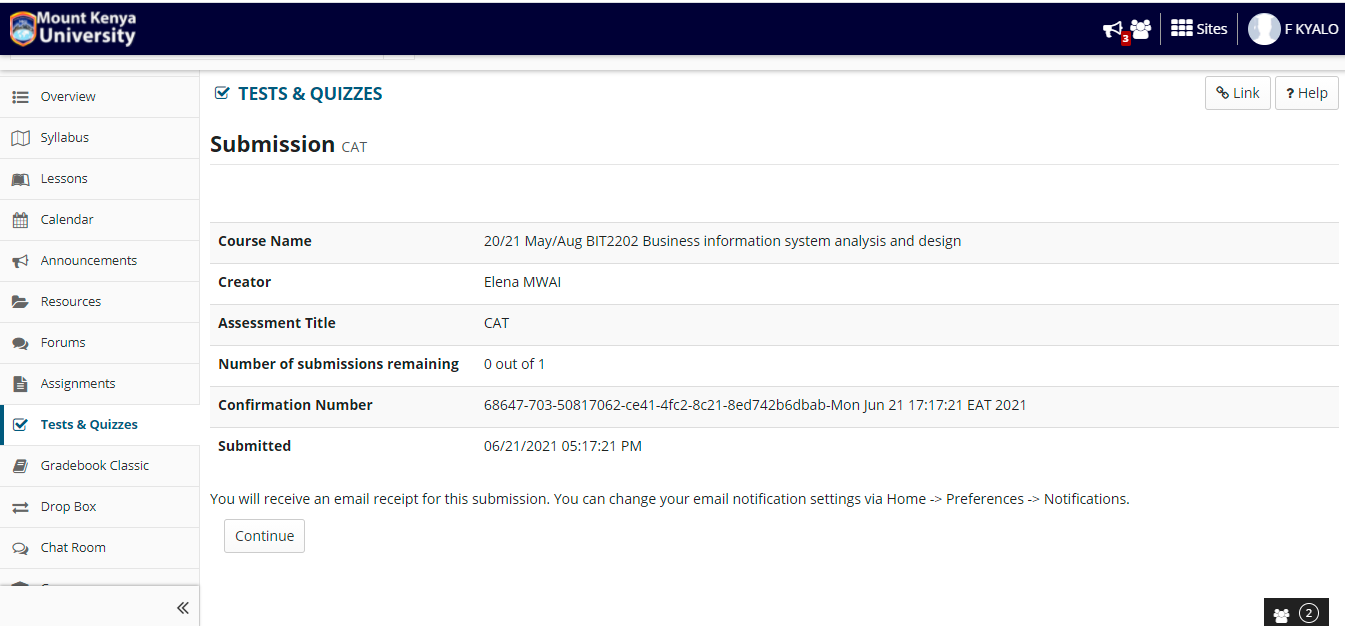 Mount Kenya
University
3
Sites
F KYALO
Overview
Syllabus
Lessons
Calendar
Announcements
Resources
Forums
Assignments
Tests & Quizzes
Gradebook Classic
Drop Box
Chat Room
TESTS & QUIZZES
Link
? Help
Submission CAT
Course Name 20/21 May/Aug BIT2202 Business information system analysis and design
Creator Elena MWAI
Assessment Title CAT
Number of submissions remaining 0 out of 1
Confirmation Number 68647-703-50817062-ce41-4fc2-8c21-8ed742b6dbab-Mon Jun 21 17:17:21 EAT 2021
Submitted 06/21/2021 05:17:21 PM
You will receive an email receipt for this submission. You can change your email notification settings via Home -> Preferences -> Notifications.
Continue
2